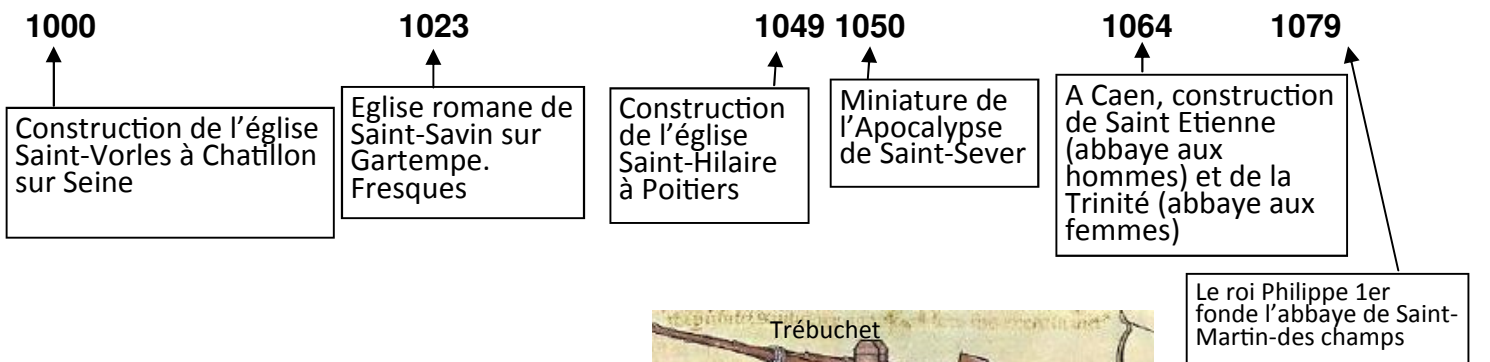 1000 1023 1049 1050 1064 1079
Construction de l’église
Saint-Vorles à Chatillon
sur Seine
Eglise romane de
Saint-Savin sur
Gartempe.
Fresques
Construction
de l’église
Saint-Hilaire
à Poitiers
Miniature de
l’Apocalypse
de Saint-Sever
A Caen, construction
de Saint Etienne
(abbaye aux
hommes) et de la
Trinité (abbaye aux
femmes)
Le roi Philippe 1er
fonde l’abbaye de Saint-
Martin-des champs
Trébuchet